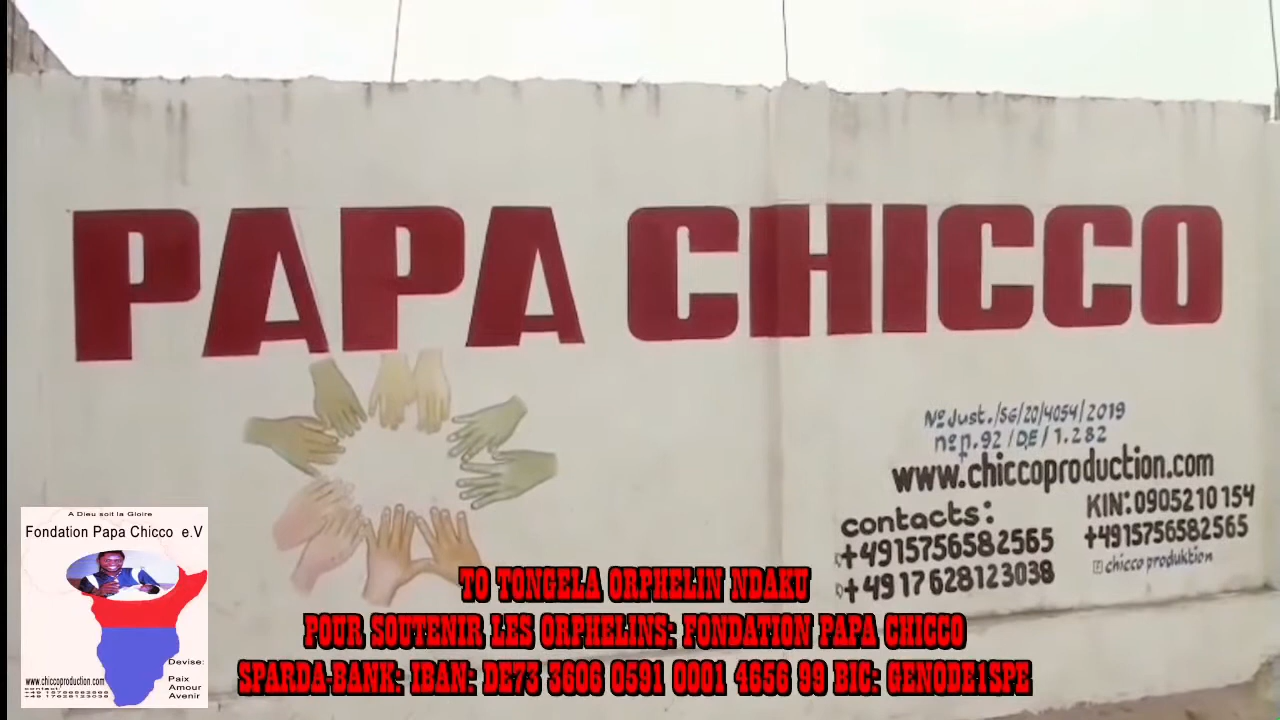 PAPA CHICCO
Nº Just./SG/20/4054/2019
nº n.92 /DE/1.282
www.chiccoproduction.com
contacts:
+4915756582565
+4917628123038
KIN:0905210154
+4915756582565
chicco produktion
A Dieu soit la Gloire
Fondation Papa Chicco e.V
Devise:
Paix
Amour
Avenir
www.chiccoproduction.com
TO TONGELA ORPHELIN NDAKU
POUR SOUTENIR LES ORPHELINS: FONDATION PAPA CHICCO
SPARDA-BANK: IBAN: DE73 3606 0591 0001 4656 99 BIC: GENODE1SPE